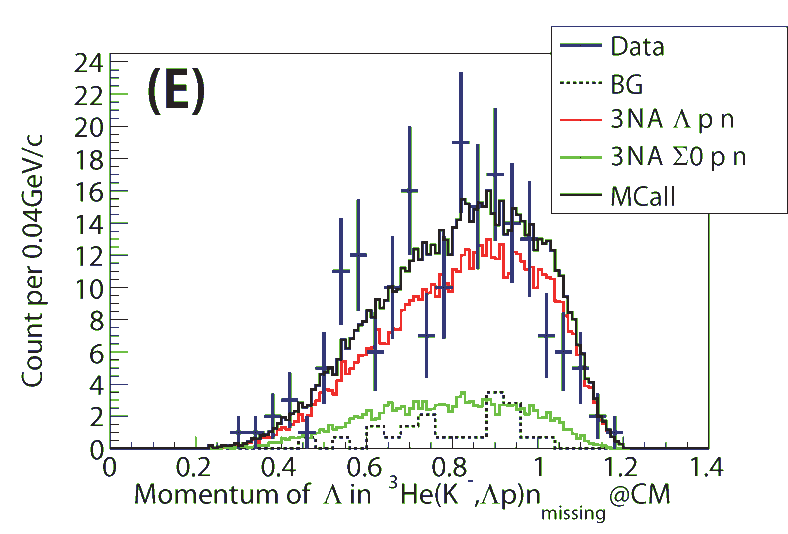 (E)
Data
BG
3NA Λ p n
3NA Σ0 p n
MCall
Count per 0.04GeV/c
24
22
20
18
16
14
12
10
8
6
4
2
0
0 0.2 0.4 0.6 0.8 1 1.2 1.4
Momentum of Λ in ³He(K⁻,Λp)n_missing@CM